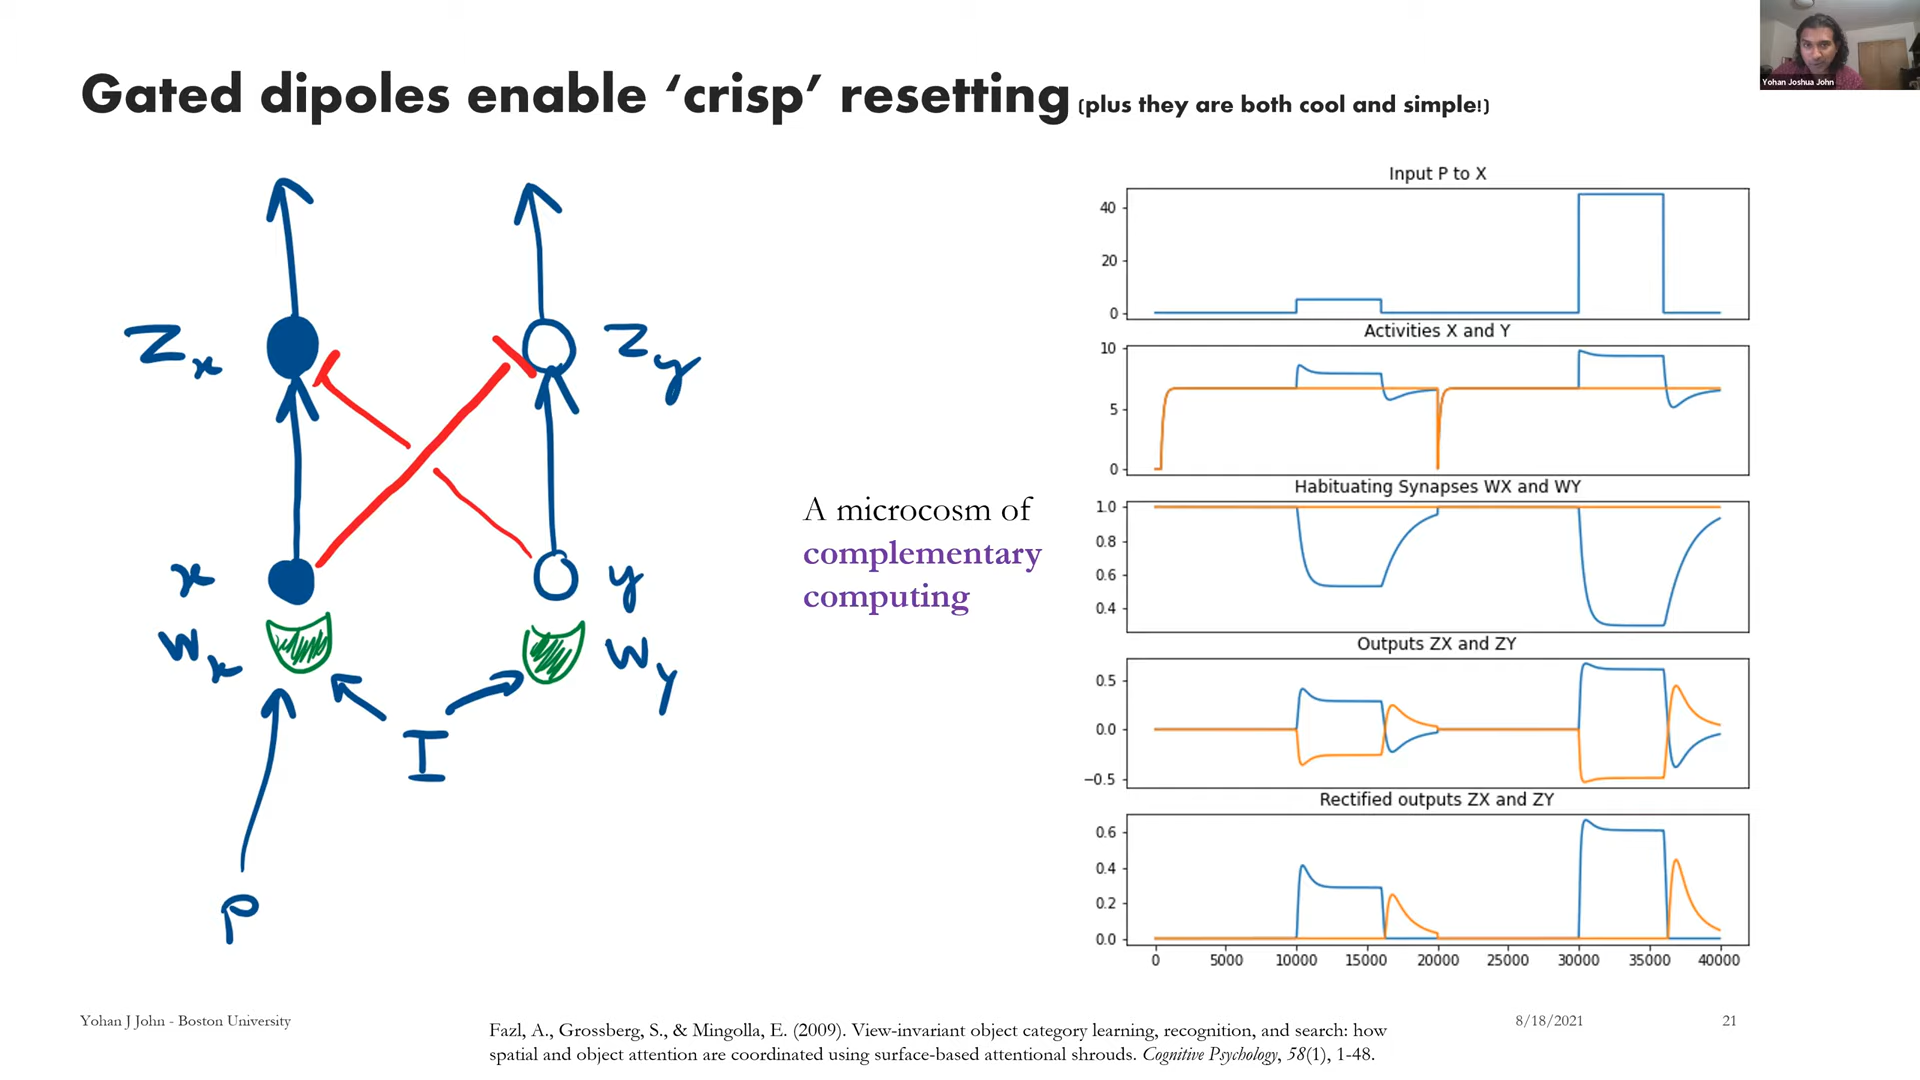 Gated dipoles enable ‘crisp’ resetting (plus they are both cool and simple!)
Yohan Joshua John
Zx
Zy
x
y
Wx
Wy
I
P
A microcosm of
complementary
computing
Input P to X
40
20
0
Activities X and Y
10
5
0
Habituating Synapses WX and WY
1.0
0.8
0.6
0.4
Outputs ZX and ZY
0.5
0.0
−0.5
Rectified outputs ZX and ZY
0.6
0.4
0.2
0.0
0 5000 10000 15000 20000 25000 30000 35000 40000
Yohan J John - Boston University
Fazl, A., Grossberg, S., & Mingolla, E. (2009). View-invariant object category learning, recognition, and search: how
spatial and object attention are coordinated using surface-based attentional shrouds. Cognitive Psychology, 58(1), 1-48.
8/18/2021
21